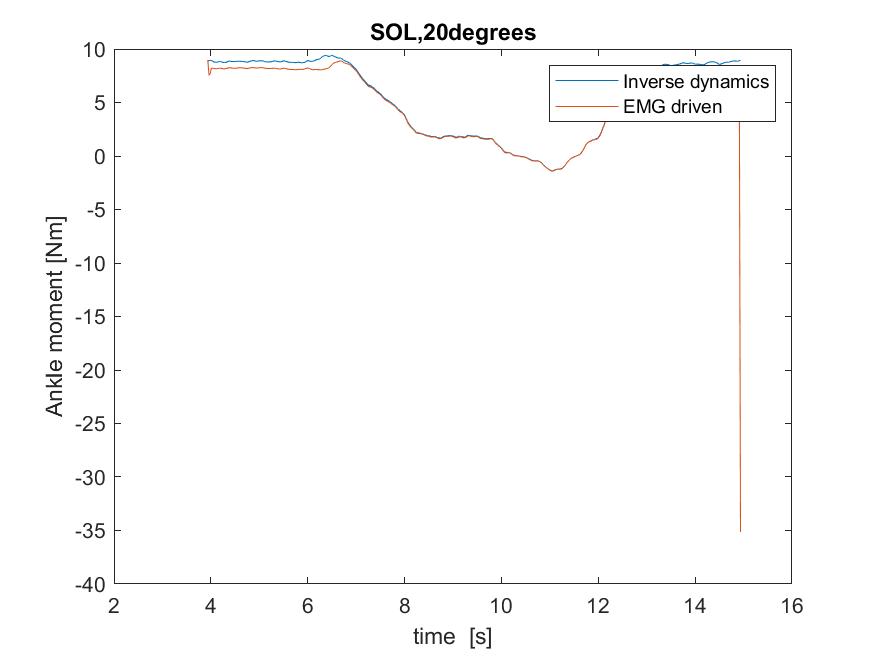 SOL,20degrees
10
5
0
-5
-10
-15
-20
-25
-30
-35
-40
Ankle moment [Nm]
Inverse dynamics
EMG driven
2 4 6 8 10 12 14 16
time [s]